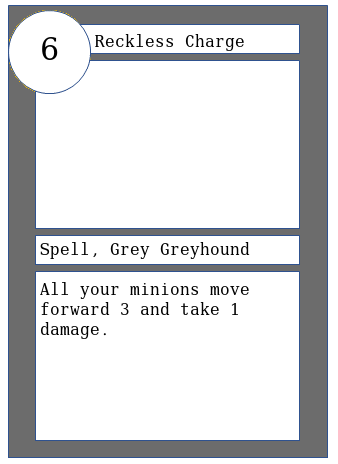 6
Reckless Charge
Spell, Grey Greyhound
All your minions move
forward 3 and take 1
damage.